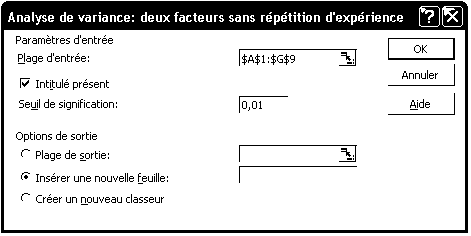 Analyse de variance: deux facteurs sans répétition d'expérience
Paramètres d'entrée
Plage d'entrée: $A$1:$G$9
Intitulé présent
Seuil de signification: 0,01
OK
Annuler
Aide
Options de sortie
Plage de sortie:
Insérer une nouvelle feuille:
Créer un nouveau classeur